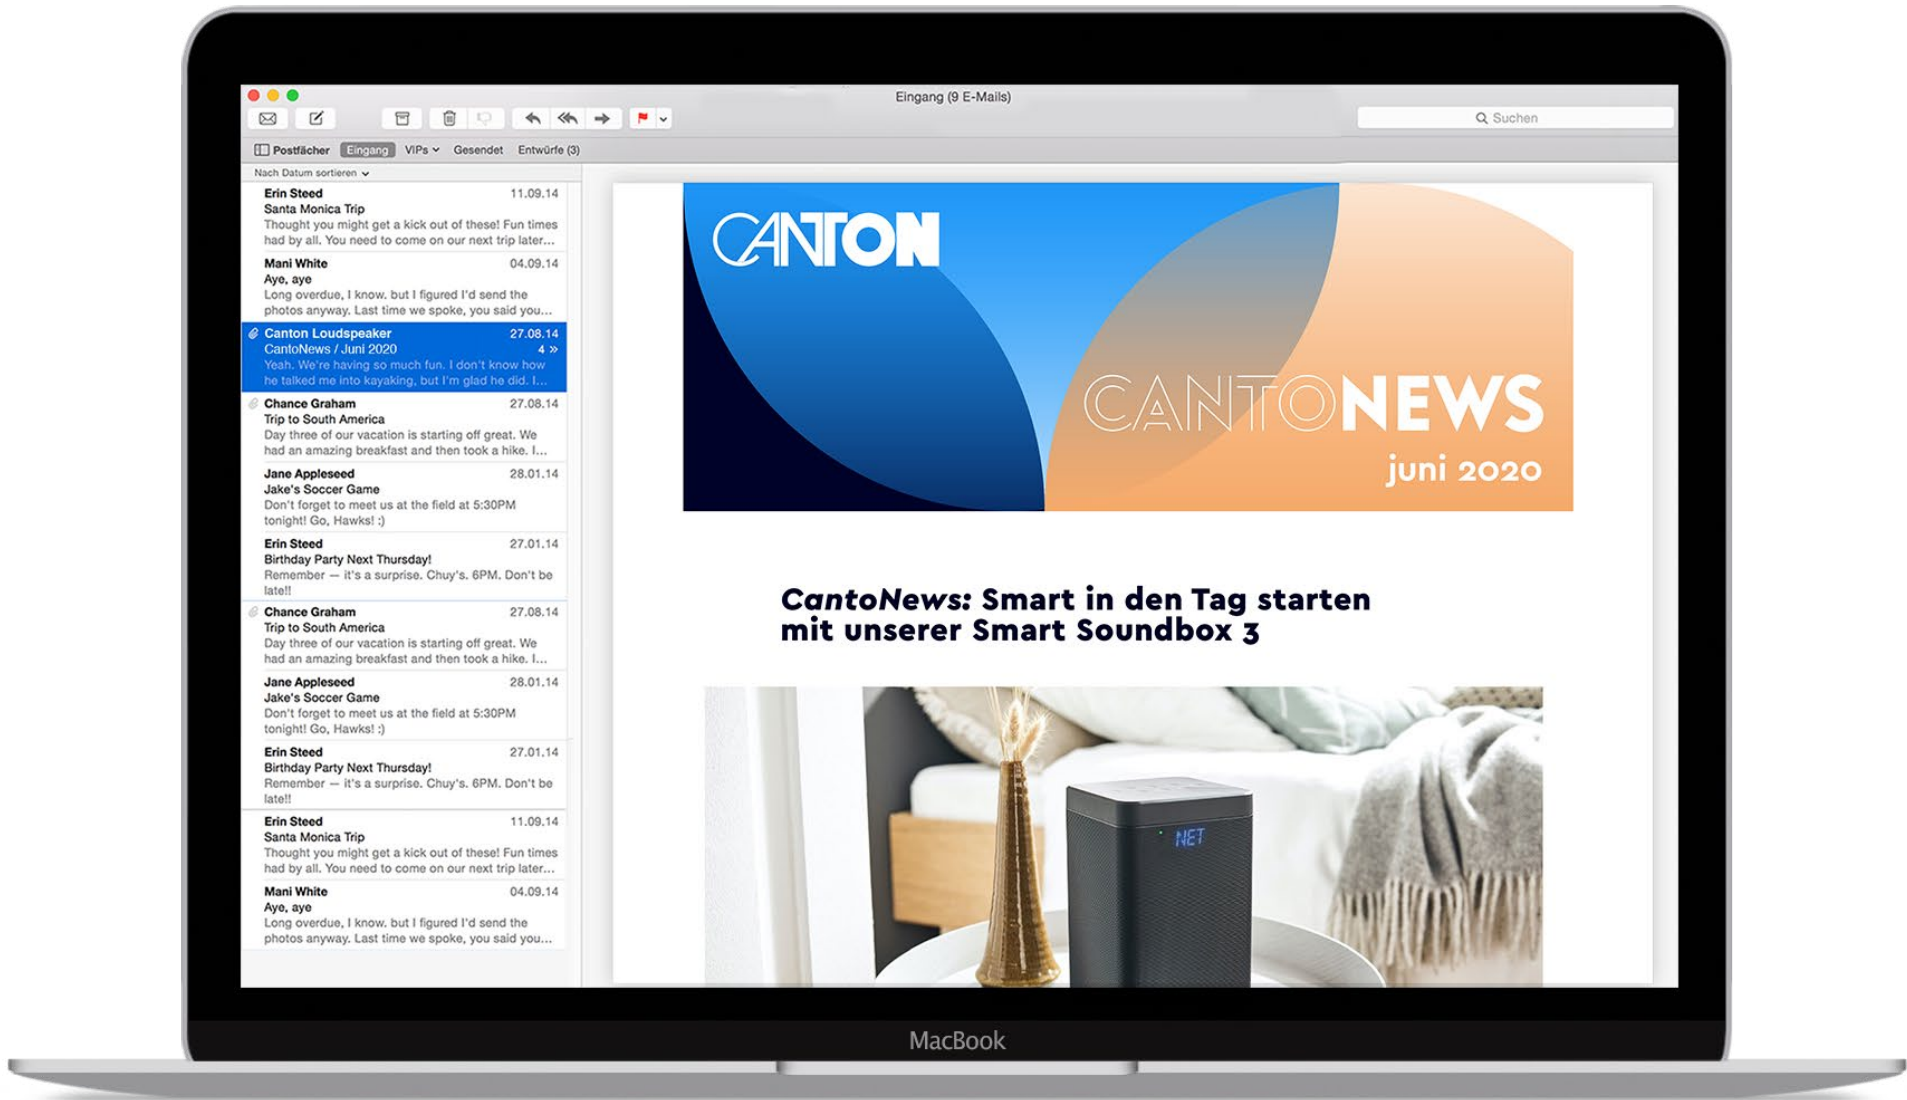 Eingang (9 E-Mails)
Suchen
Postfächer Eingang VIPs Gesendet Entwürfe (3)
Nach Datum sortieren
Erin Steed 11.09.14
Santa Monica Trip
Thought you might get a kick out of these! Fun times
had by all. You need to come on our next trip later...
Mani White 04.09.14
Aye, aye
Long overdue, I know. but I figured I'd send the
photos anyway. Last time we spoke, you said you...
Canton Loudspeaker 27.08.14
CantoNews / Juni 2020 4 »
Yeah. We're having so much fun. I don't know how
he talked me into kayaking, but I'm glad he did. I...
Chance Graham 27.08.14
Trip to South America
Day three of our vacation is starting off great. We
had an amazing breakfast and then took a hike. I...
Jane Appleseed 28.01.14
Jake's Soccer Game
Don't forget to meet us at the field at 5:30PM
tonight! Go, Hawks! :)
Erin Steed 27.01.14
Birthday Party Next Thursday!
Remember — it's a surprise. Chuy's. 6PM. Don't be
late!!
Chance Graham 27.08.14
Trip to South America
Day three of our vacation is starting off great. We
had an amazing breakfast and then took a hike. I...
Jane Appleseed 28.01.14
Jake's Soccer Game
Don't forget to meet us at the field at 5:30PM
tonight! Go, Hawks! :)
Erin Steed 27.01.14
Birthday Party Next Thursday!
Remember — it's a surprise. Chuy's. 6PM. Don't be
late!!
Erin Steed 11.09.14
Santa Monica Trip
Thought you might get a kick out of these! Fun times
had by all. You need to come on our next trip later...
Mani White 04.09.14
Aye, aye
Long overdue, I know. but I figured I'd send the
photos anyway. Last time we spoke, you said you...
CANTON
CANTONEWS
juni 2020
CantoNews: Smart in den Tag starten
mit unserer Smart Soundbox 3
NET
MacBook